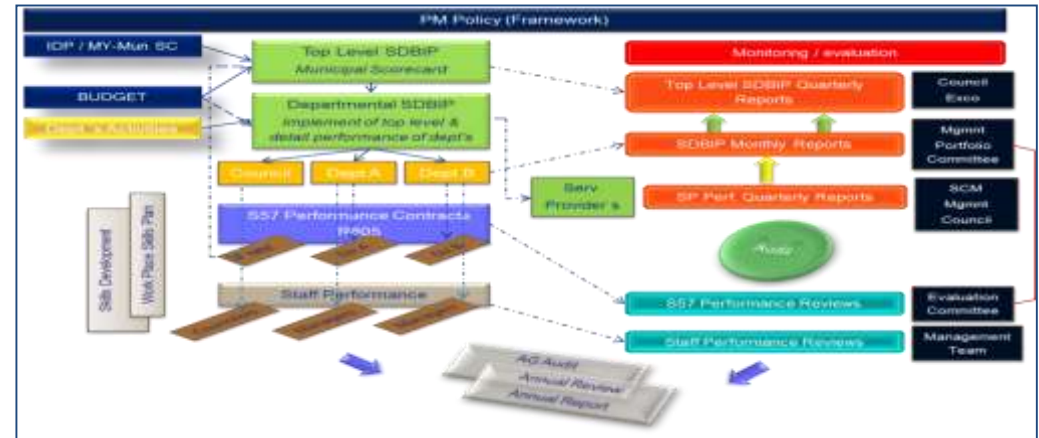 PM Policy (Framework)
IDP / MY-Mun SC
BUDGET
Top Level SDBIP
Municipal Scorecard
Departmental SDBIP
implement of top level &
detail performance of dept's
Council
Dept A
Dept B
S57 Performance Contracts
R805
Staff Performance
Skills Development
Work Place Skills Plan
Serv
Provider's
Monitoring / evaluation
Top Level SDBIP Quarterly
Reports
SDBIP Monthly Reports
SP Perf. Quarterly Reports
S57 Performance Reviews
Staff Performance Reviews
Council
Exco
Mgmnt
Portfolio
Committee
SCM
Mgmnt
Council
Evaluation
Committee
Management
Team
AG Audit
Annual Review
Annual Report